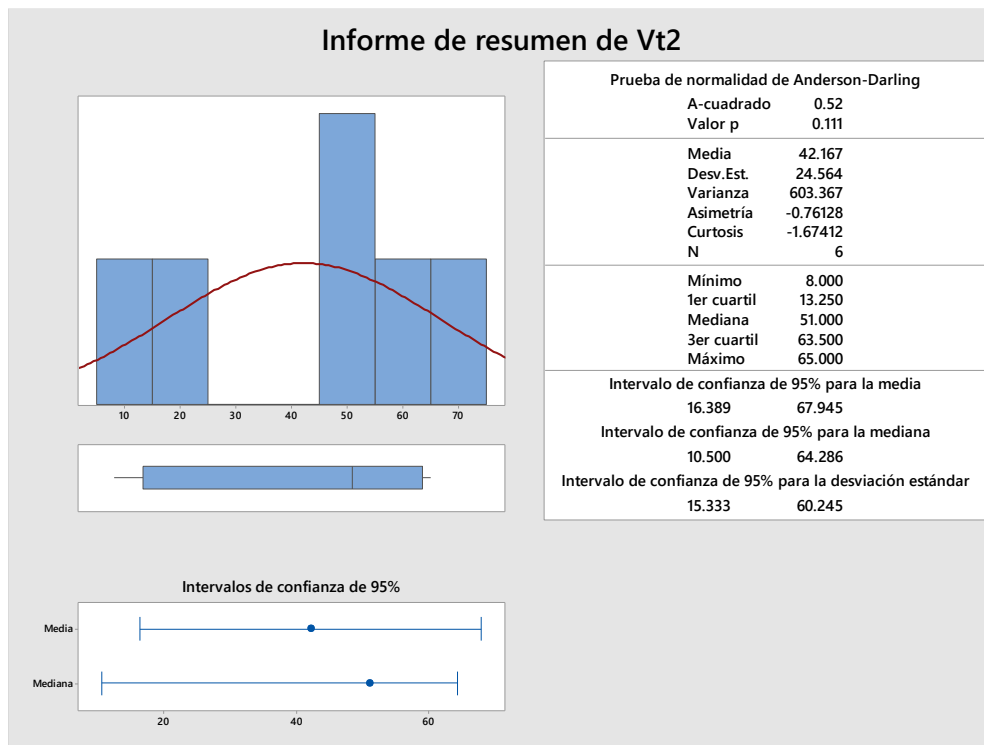 Informe de resumen de Vt2
10 20 30 40 50 60 70
Prueba de normalidad de Anderson-Darling
A-cuadrado 0.52
Valor p 0.111
Media 42.167
Desv.Est. 24.564
Varianza 603.367
Asimetría -0.76128
Curtosis -1.67412
N 6
Mínimo 8.000
1er cuartil 13.250
Mediana 51.000
3er cuartil 63.500
Máximo 65.000
Intervalo de confianza de 95% para la media
16.389 67.945
Intervalo de confianza de 95% para la mediana
10.500 64.286
Intervalo de confianza de 95% para la desviación estándar
15.333 60.245
Intervalos de confianza de 95%
Media
Mediana
20 40 60